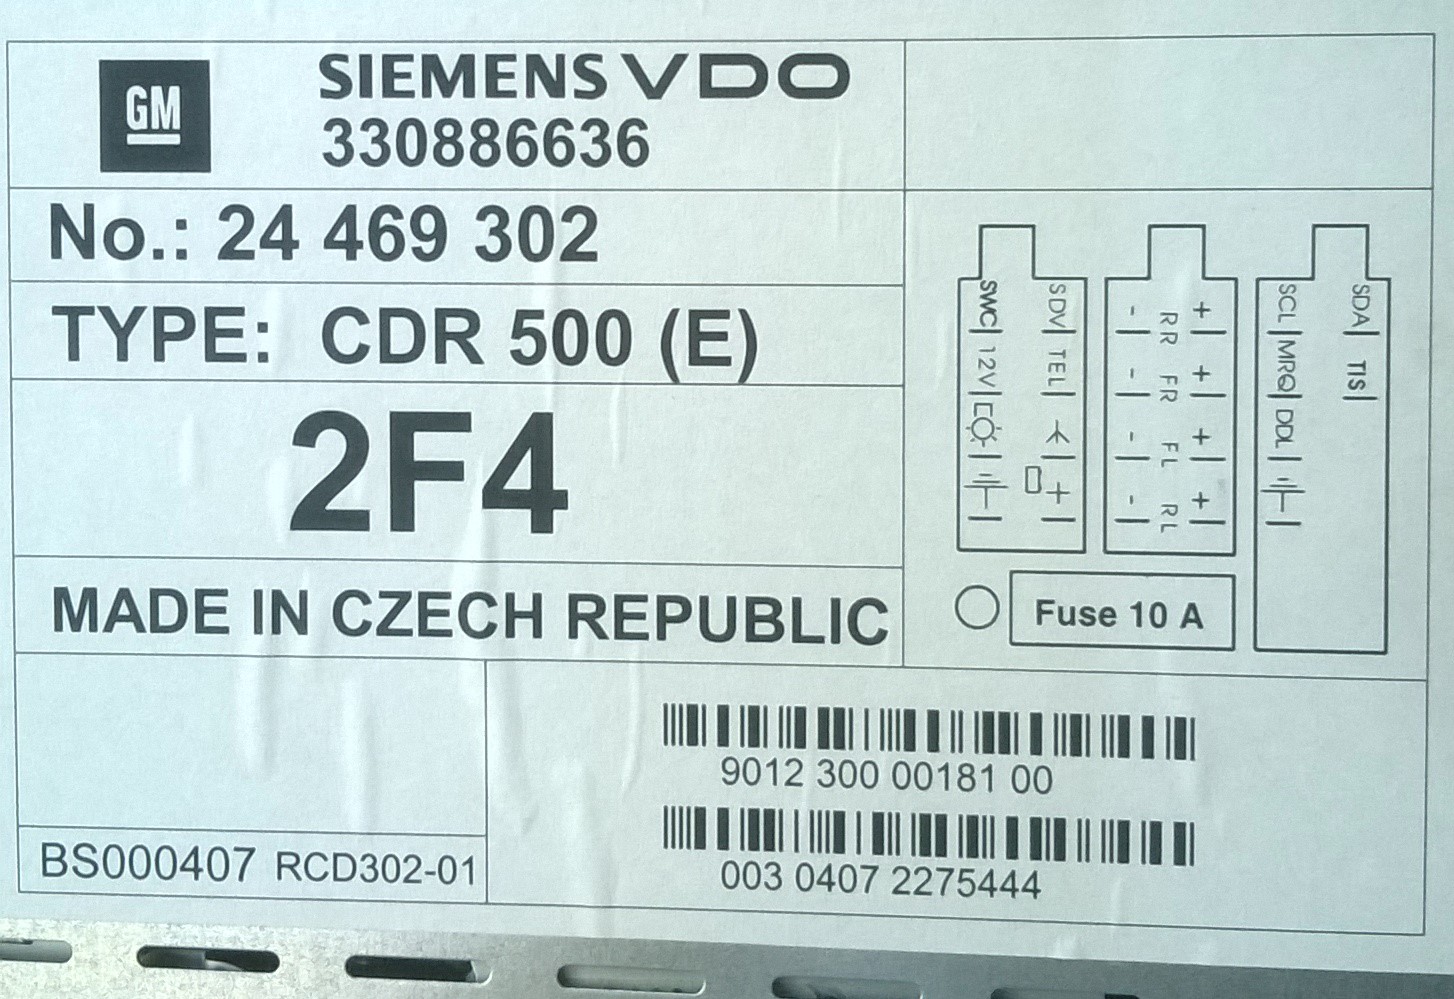 GM
SIEMENS VDO
330886636
No.: 24 469 302
TYPE: CDR 500 (E)
2F4
MADE IN CZECH REPUBLIC
SWC 12V
SDV TEL
+
- - - -
RR FR FL RL
+ + + +
SCL MRQ DDL
SDA TIS
Fuse 10 A
9012 300 00181 00
003 0407 2275444
BS000407 RCD302-01